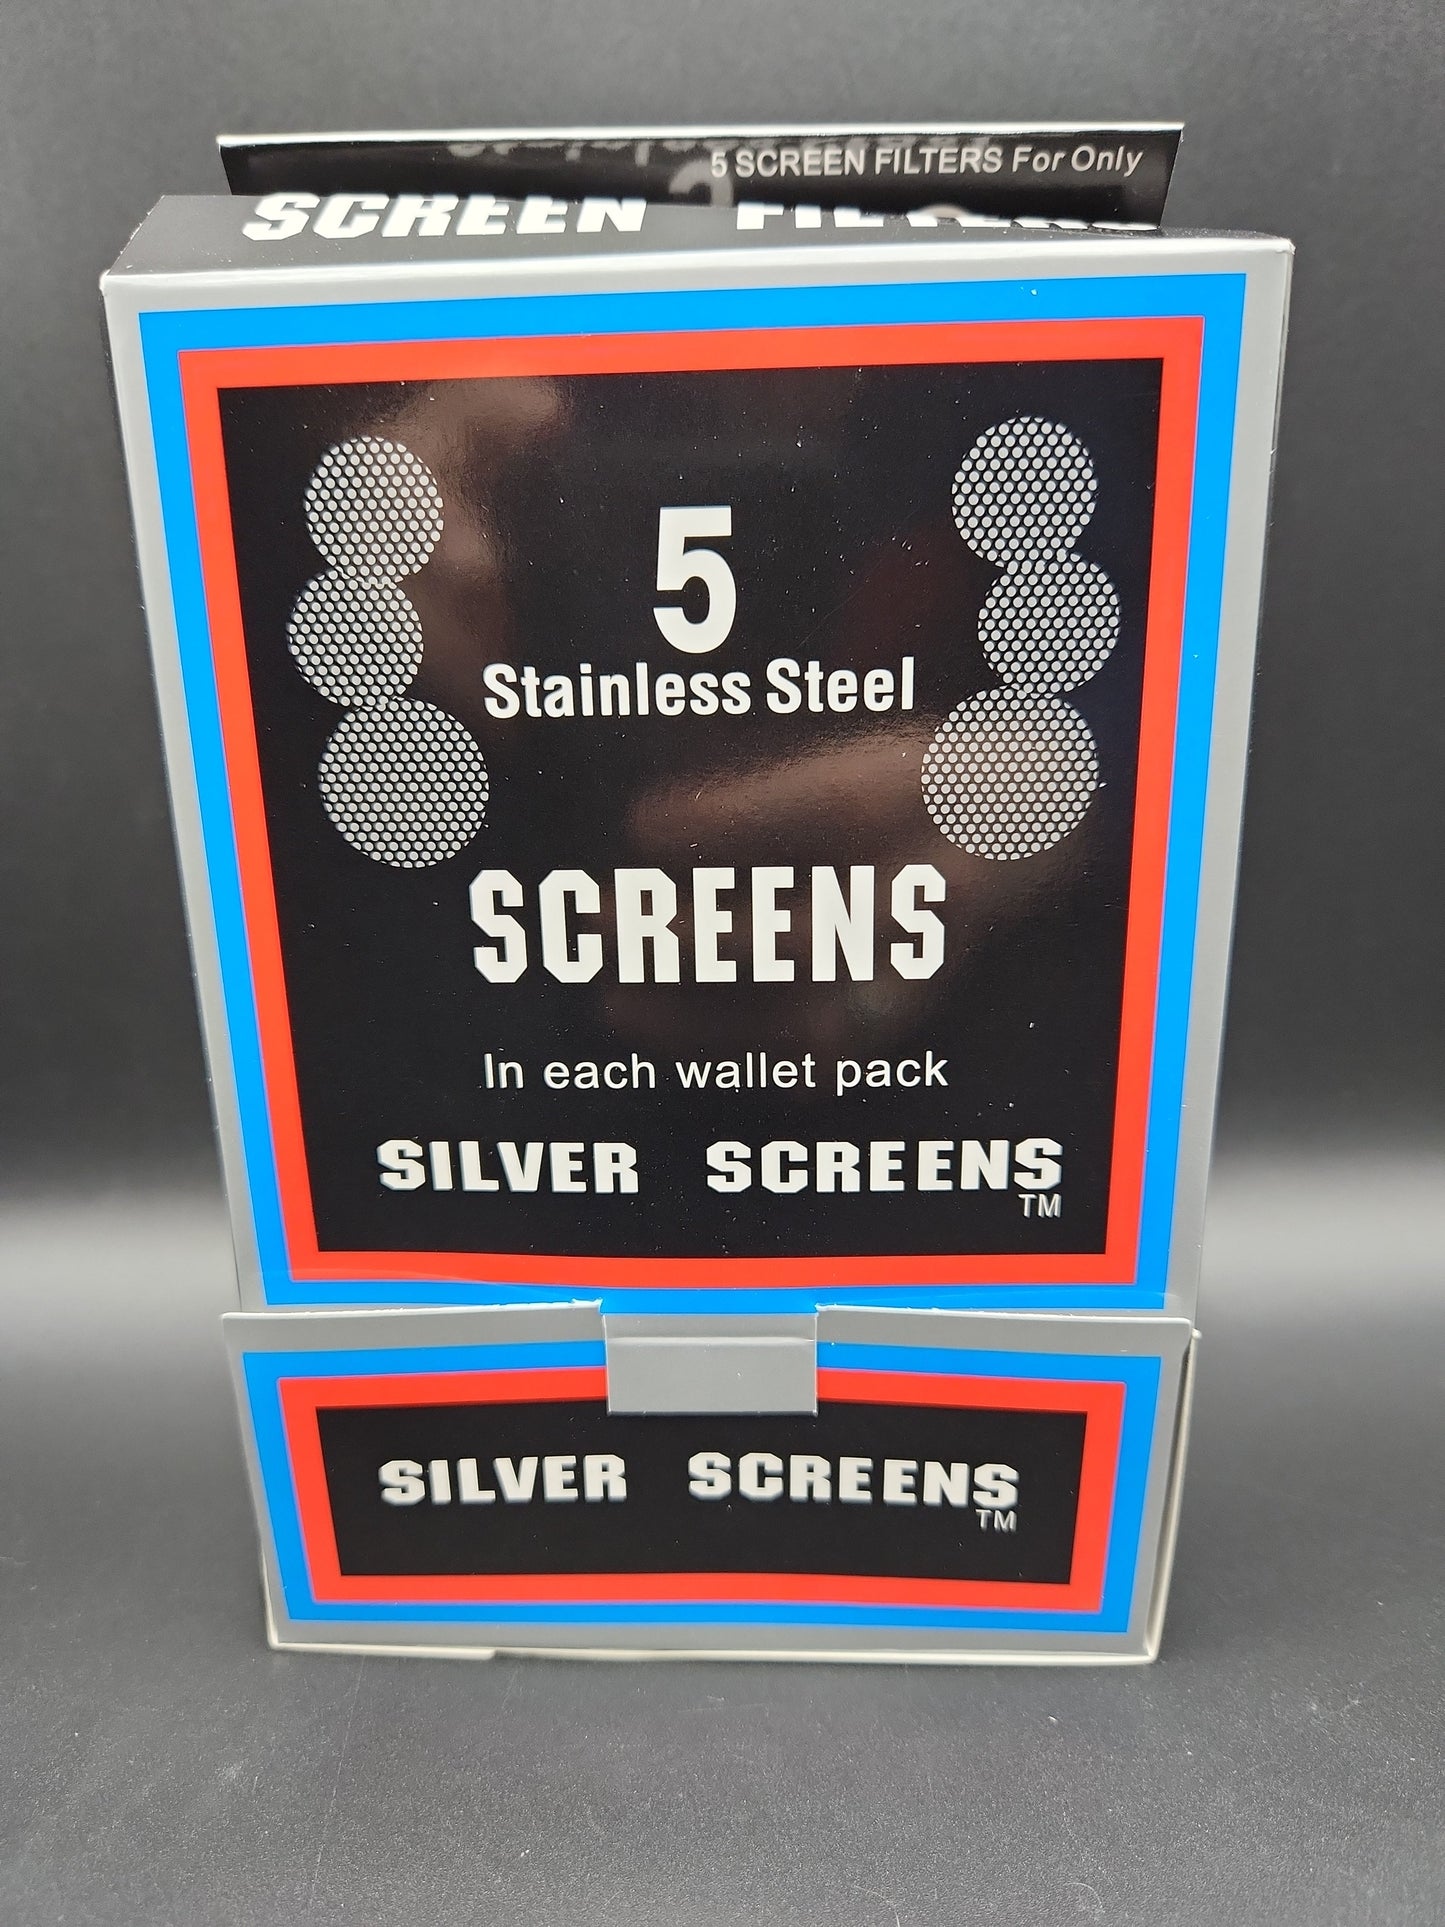 5 SCREEN FILTERS For Only
SCREEN FILTERS
5
Stainless Steel
SCREENS
In each wallet pack
SILVER SCREENS
TM
SILVER SCREENS
TM